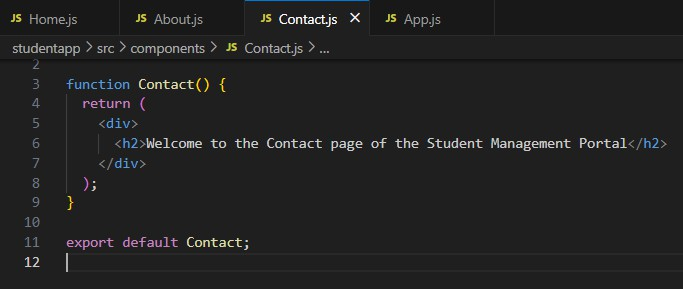 JS Home.js JS About.js JS Contact.js × JS App.js
studentapp > src > components > JS Contact.js > ...
2
3 function Contact() {
4   return (
5     <div>
6       <h2>Welcome to the Contact page of the Student Management Portal</h2>
7     </div>
8   );
9 }
10
11 export default Contact;
12